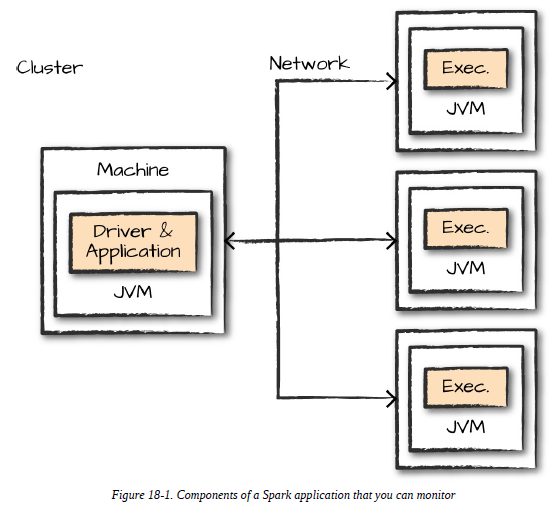 Cluster
Network
Machine
Driver &
Application
JVM
Exec.
JVM
Exec.
JVM
Exec.
JVM
Figure 18-1. Components of a Spark application that you can monitor